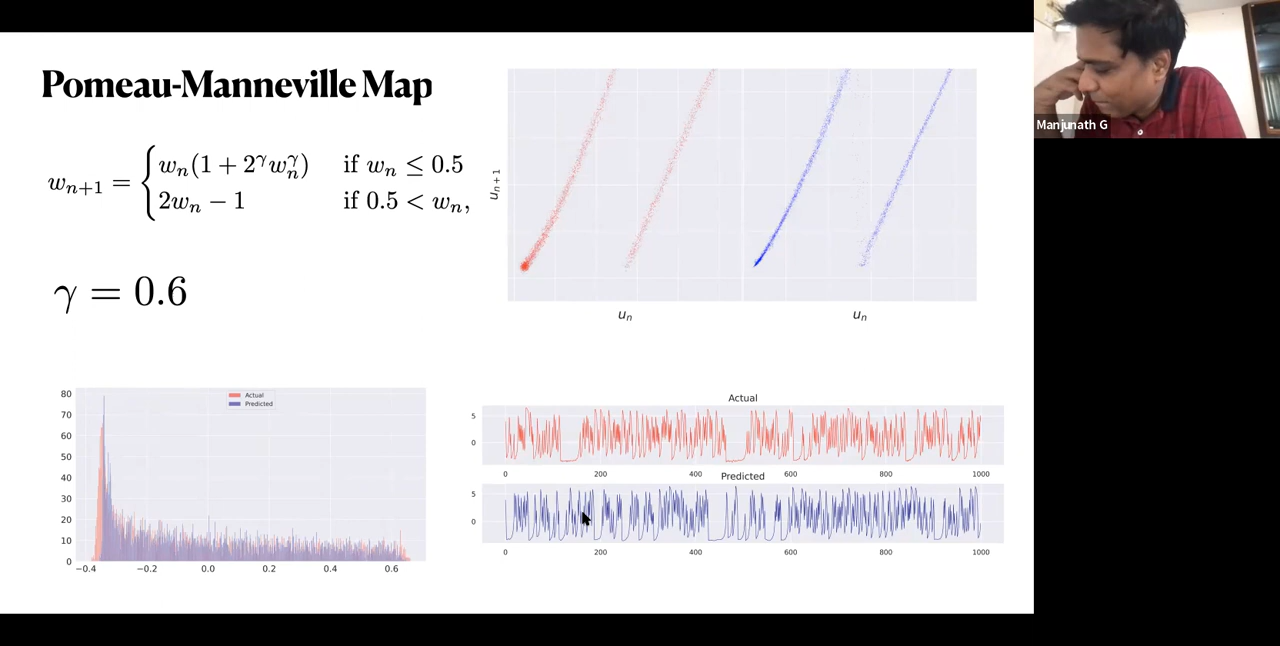 Pomeau-Manneville Map
w_{n+1} = { w_n(1 + 2^γ w_n^γ) if w_n ≤ 0.5
2w_n − 1 if 0.5 < w_n,
γ = 0.6
u_{n+1}
u_n u_n
Manjunath G
80
70
60
50
40
30
20
10
0
−0.4 −0.2 0.0 0.2 0.4 0.6
Actual
Predicted
Actual
5
0
0 200 400 600 800 1000
Predicted
5
0
0 200 400 600 800 1000